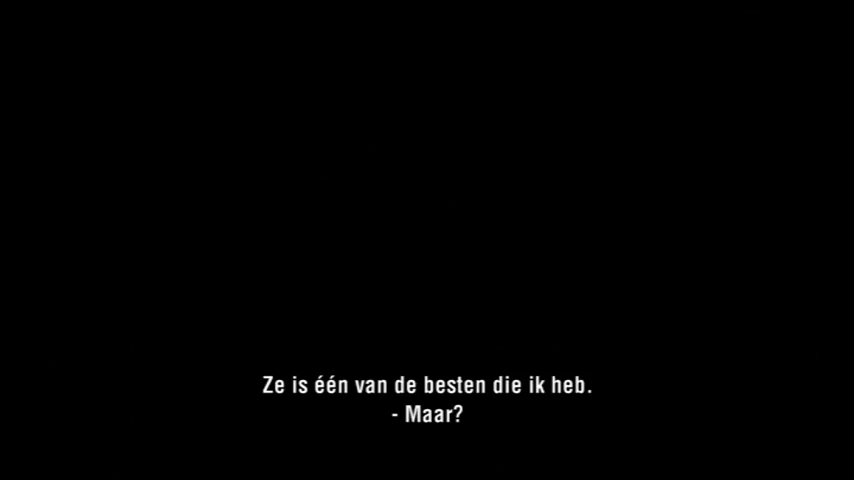 Ze is één van de besten die ik heb.
- Maar?